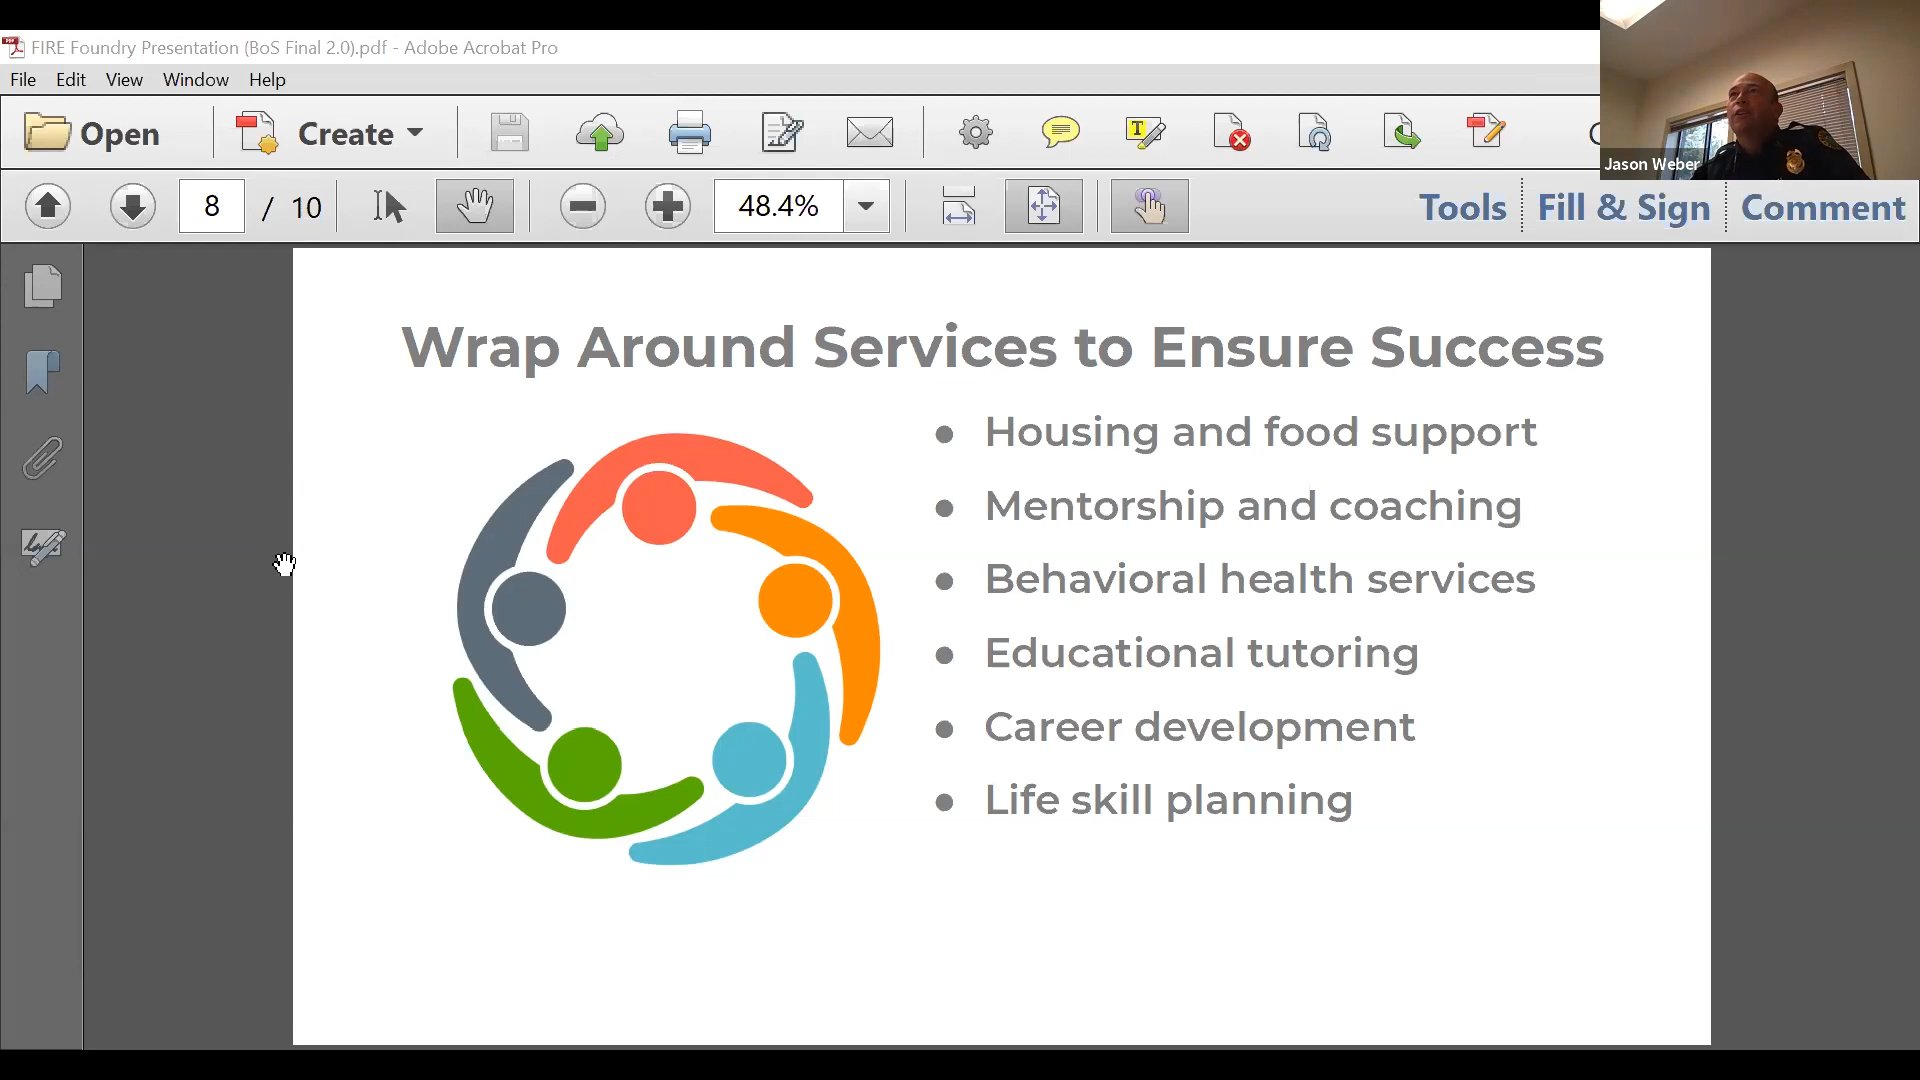 FIRE Foundry Presentation (BoS Final 2.0).pdf - Adobe Acrobat Pro
File Edit View Window Help
Open Create
Jason Weber
8 / 10 48.4% Tools Fill & Sign Comment
Wrap Around Services to Ensure Success
● Housing and food support
● Mentorship and coaching
● Behavioral health services
● Educational tutoring
● Career development
● Life skill planning